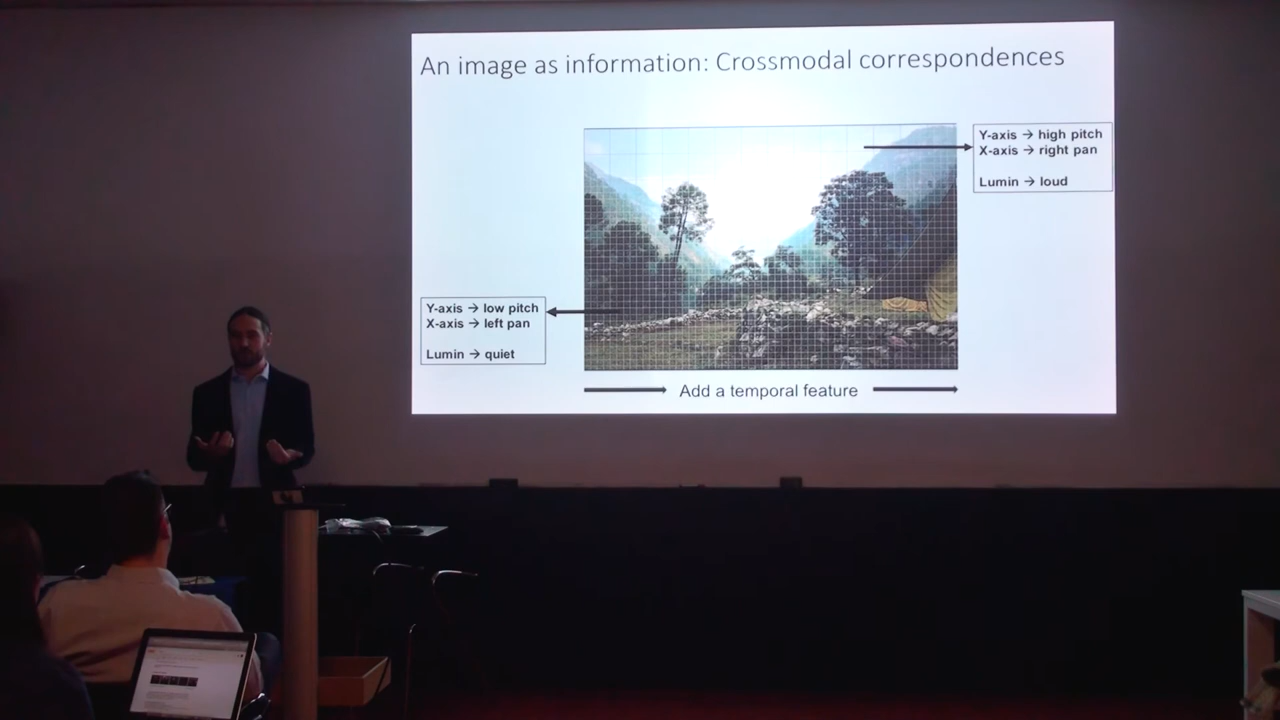 An image as information: Crossmodal correspondences
Y-axis → high pitch
X-axis → right pan
Lumin → loud
Y-axis → low pitch
X-axis → left pan
Lumin → quiet
Add a temporal feature